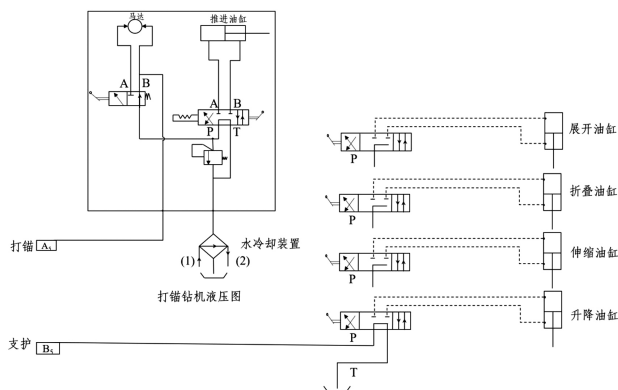 马达
推进油缸
A B
A B
P T
展开油缸
P
折叠油缸
P
打锚 A₅
水冷却装置
(1) (2)
伸缩油缸
P
打锚钻机液压图
升降油缸
P
支护 B₅
T